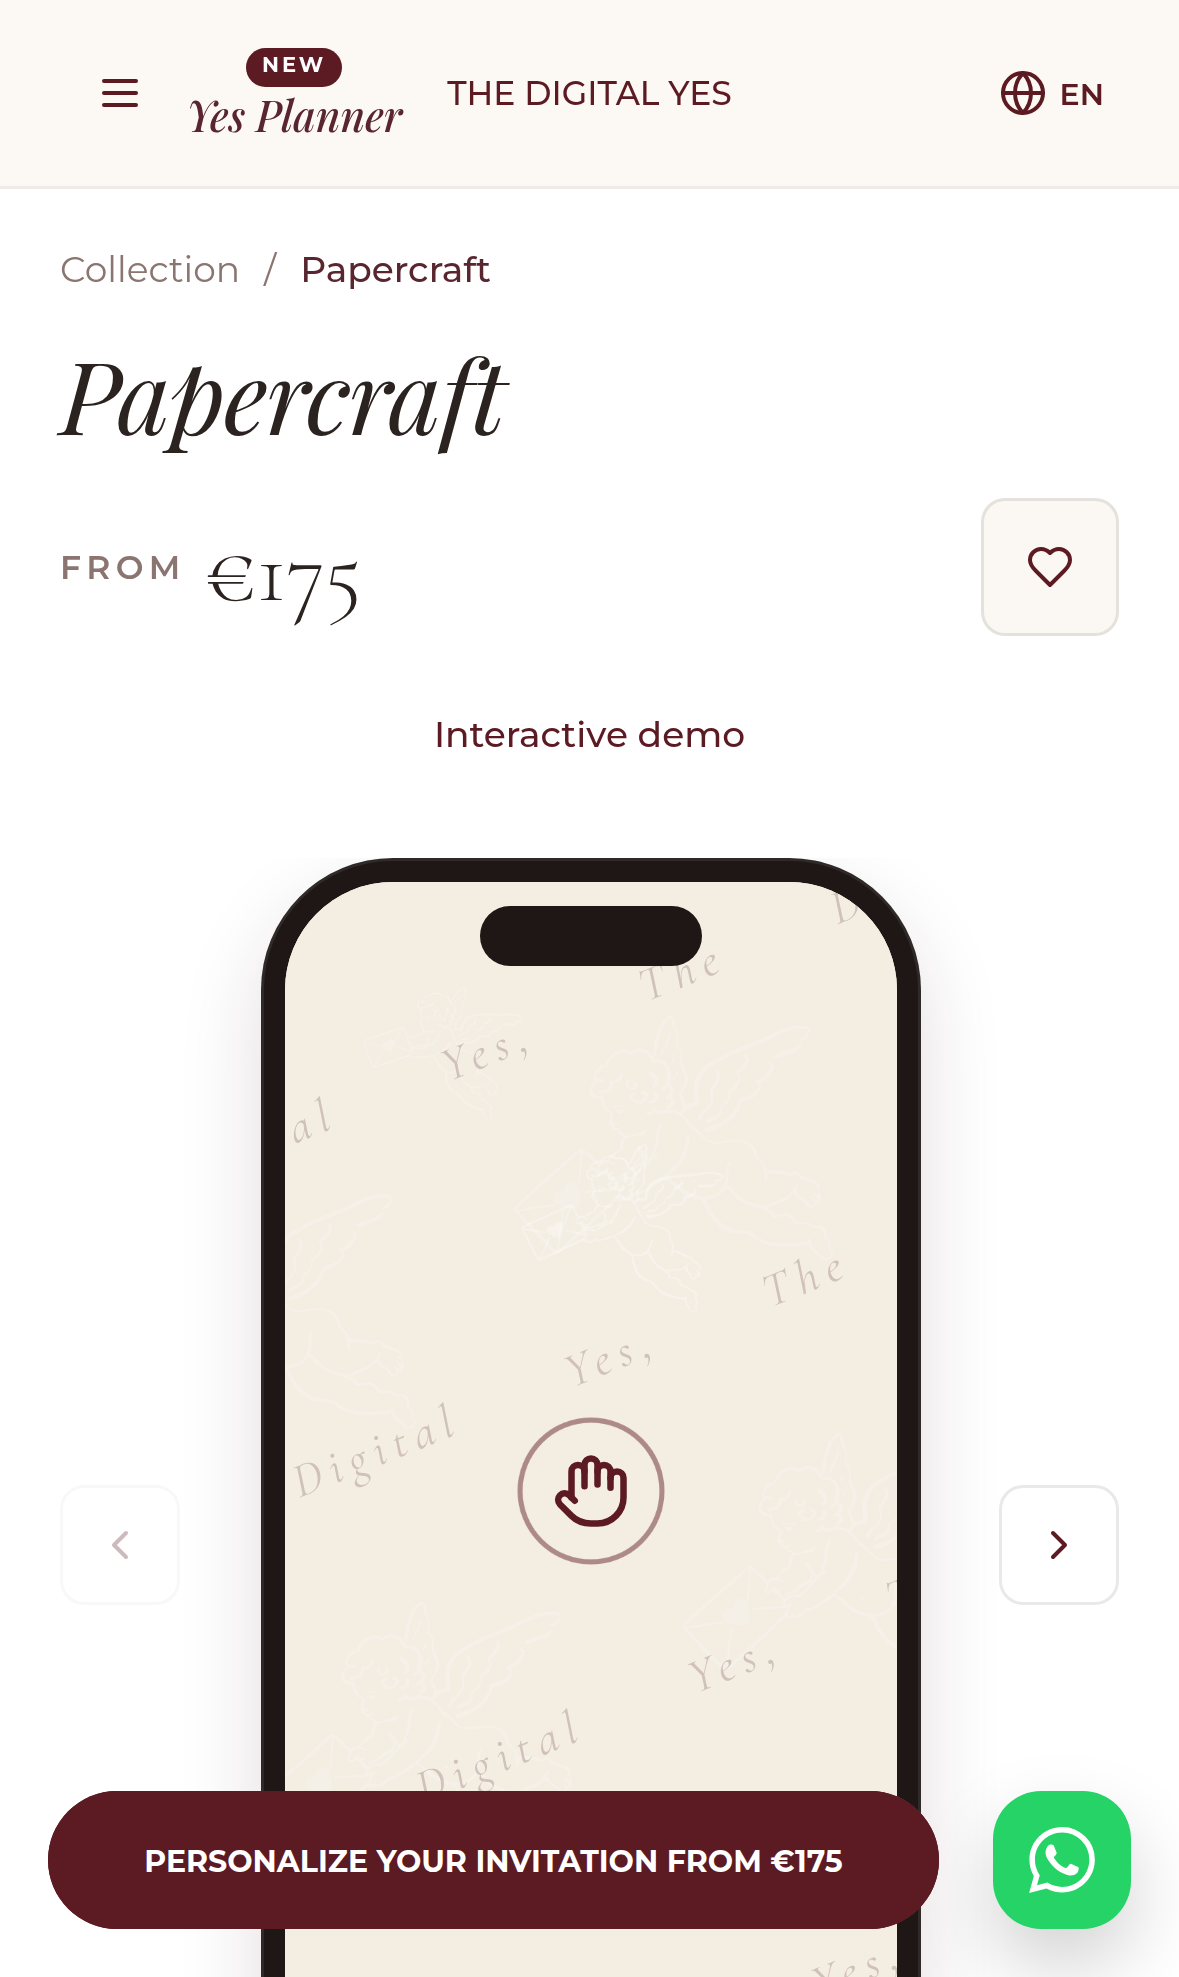 NEW
Yes Planner
THE DIGITAL YES
EN
Collection / Papercraft
Papercraft
FROM €175
Interactive demo
D
The
Yes,
al
The
Yes,
Digital
Yes,
Digital
PERSONALIZE YOUR INVITATION FROM €175
Yes,